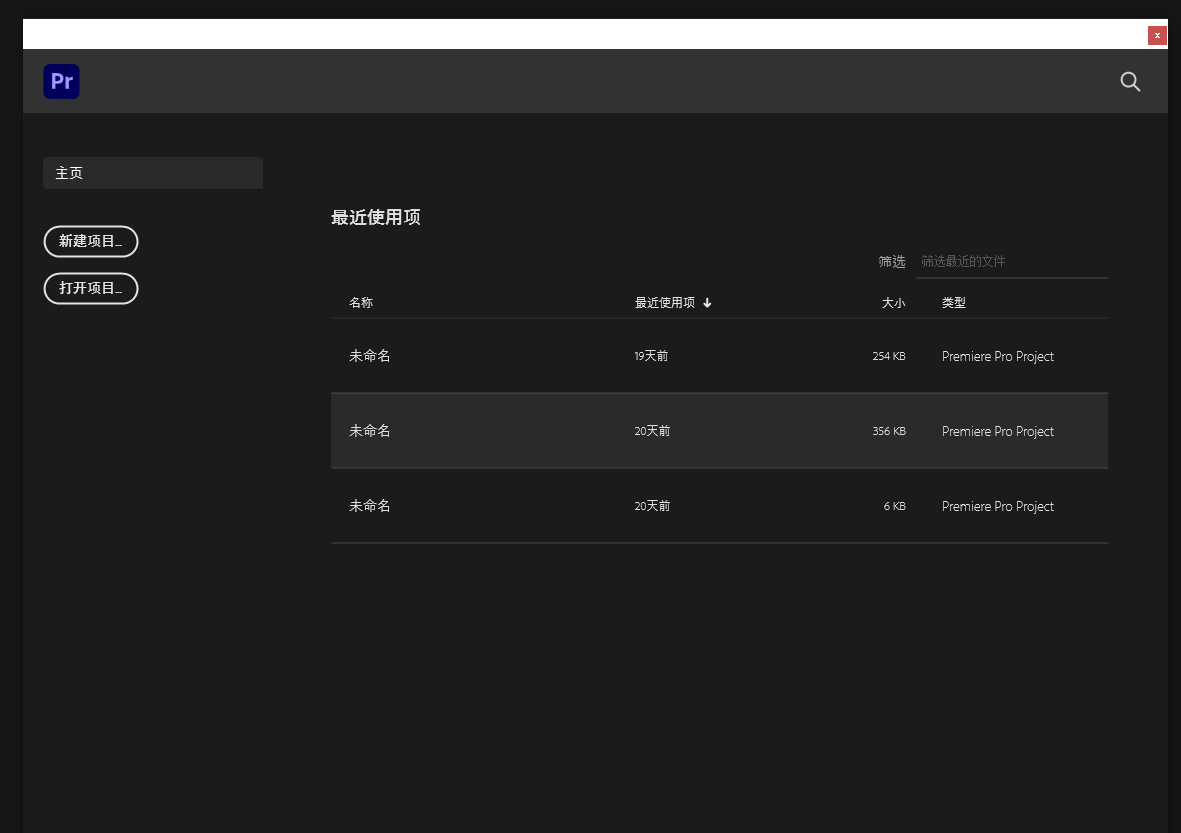 x
Pr
主页
新建项目...
打开项目...
最近使用项
筛选 筛选最近的文件
名称 最近使用项 大小 类型
未命名 19天前 254 KB Premiere Pro Project
未命名 20天前 356 KB Premiere Pro Project
未命名 20天前 6 KB Premiere Pro Project